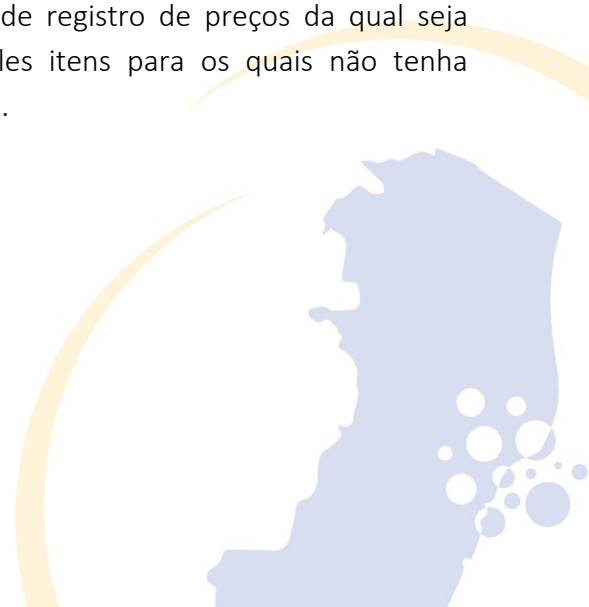 de registro de preços da qual seja
les itens para os quais não tenha
.